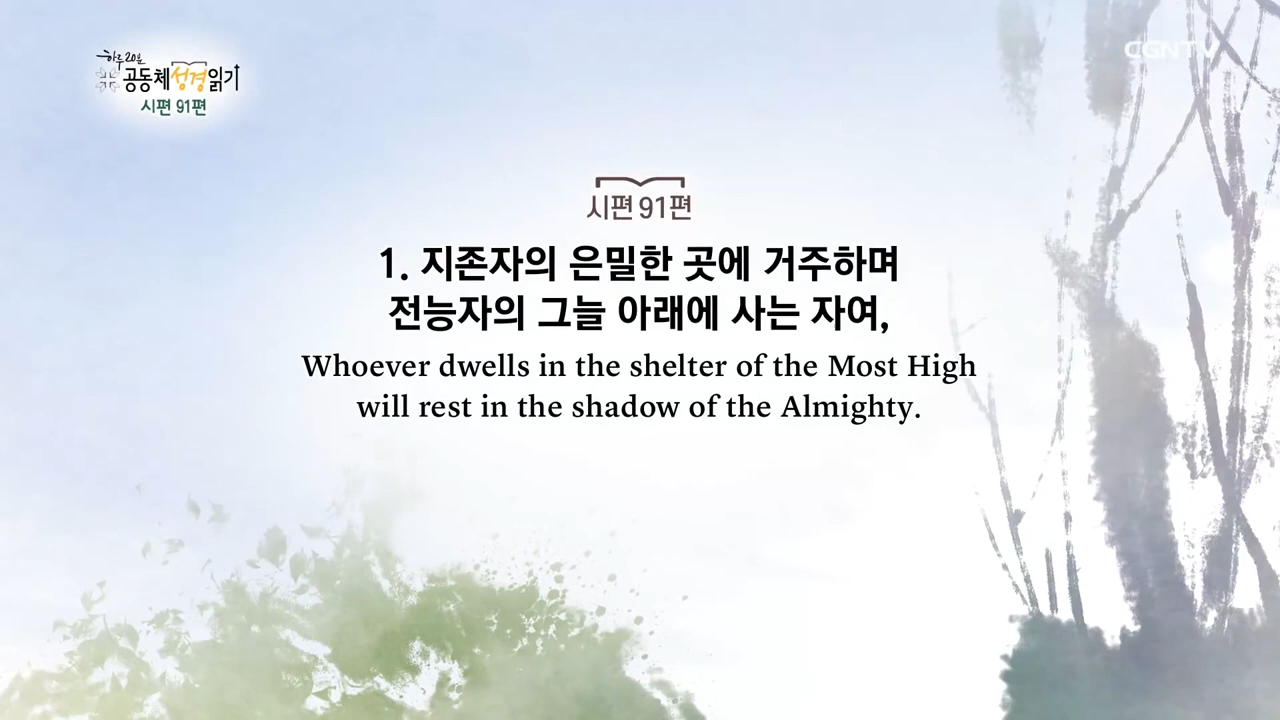 하루 20분
공동체성경읽기
시편 91편
CGNTV
시편 91편
1. 지존자의 은밀한 곳에 거주하며
전능자의 그늘 아래에 사는 자여,
Whoever dwells in the shelter of the Most High
will rest in the shadow of the Almighty.